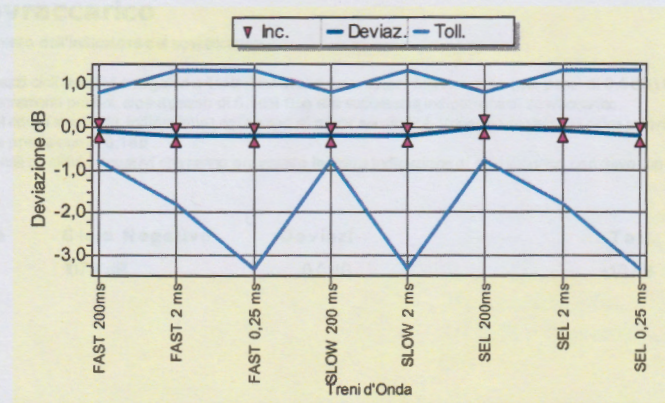 Inc. Deviaz. Toll.
Deviazione dB
1,0
0,0
-1,0
-2,0
-3,0
FAST 200ms
FAST 2 ms
FAST 0,25 ms
SLOW 200 ms
SLOW 2 ms
SEL 200ms
SEL 2 ms
SEL 0,25 ms
Treni d'Onda